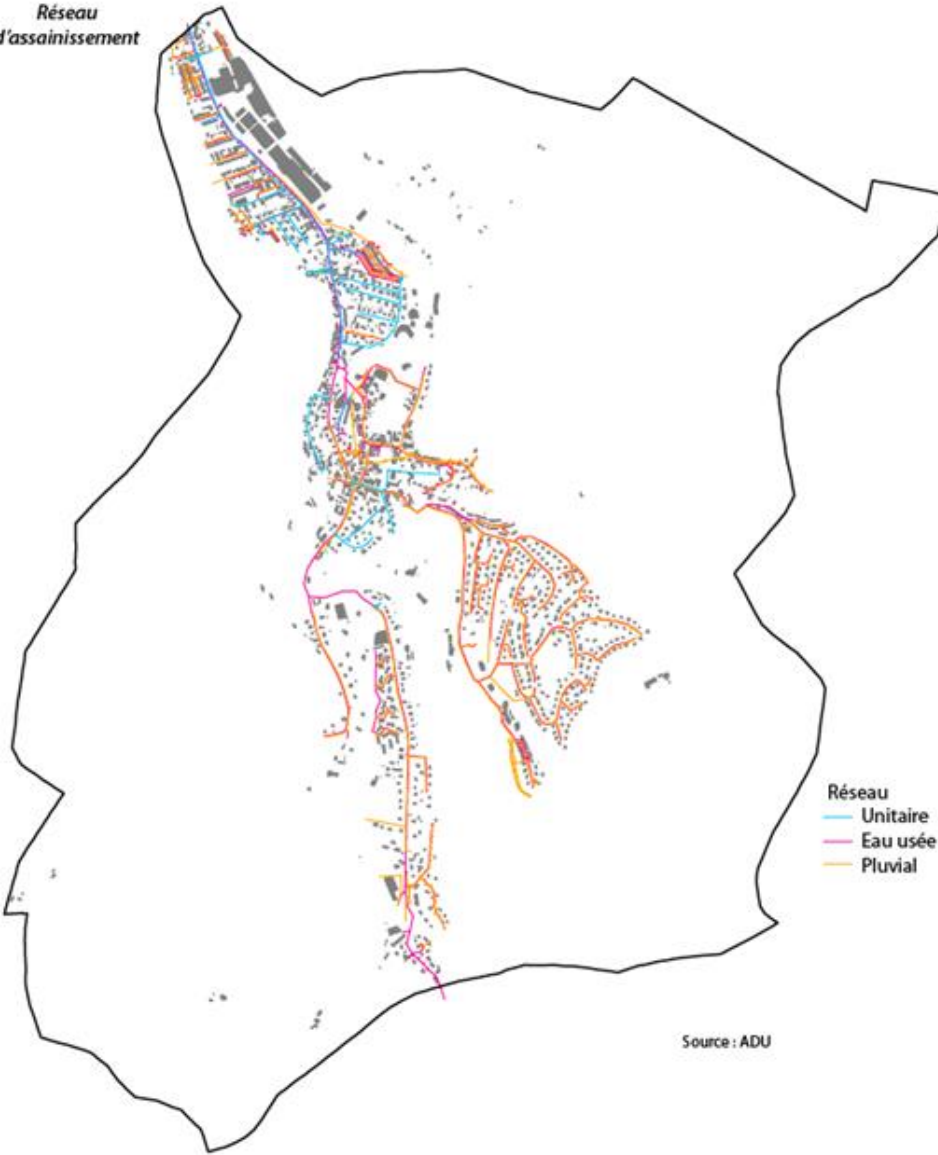 Réseau
d'assainissement
Réseau
Unitaire
Eau usée
Pluvial
Source : ADU